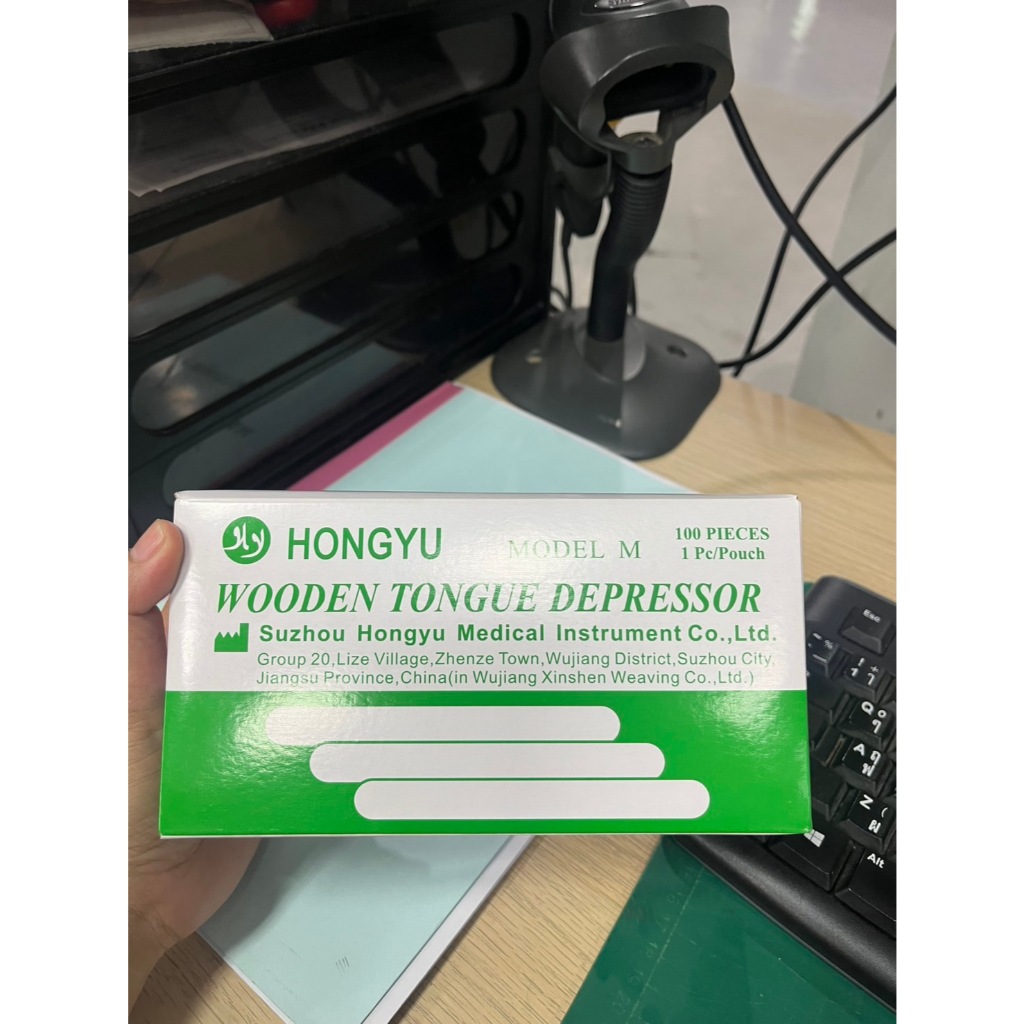 HONGYU
MODEL M
100 PIECES
1 Pc/Pouch
WOODEN TONGUE DEPRESSOR
Suzhou Hongyu Medical Instrument Co.,Ltd.
Group 20,Lize Village,Zhenze Town,Wujiang District,Suzhou City,
Jiangsu Province,China(in Wujiang Xinshen Weaving Co.,Ltd.)
Esc
Q
A
Z
Alt